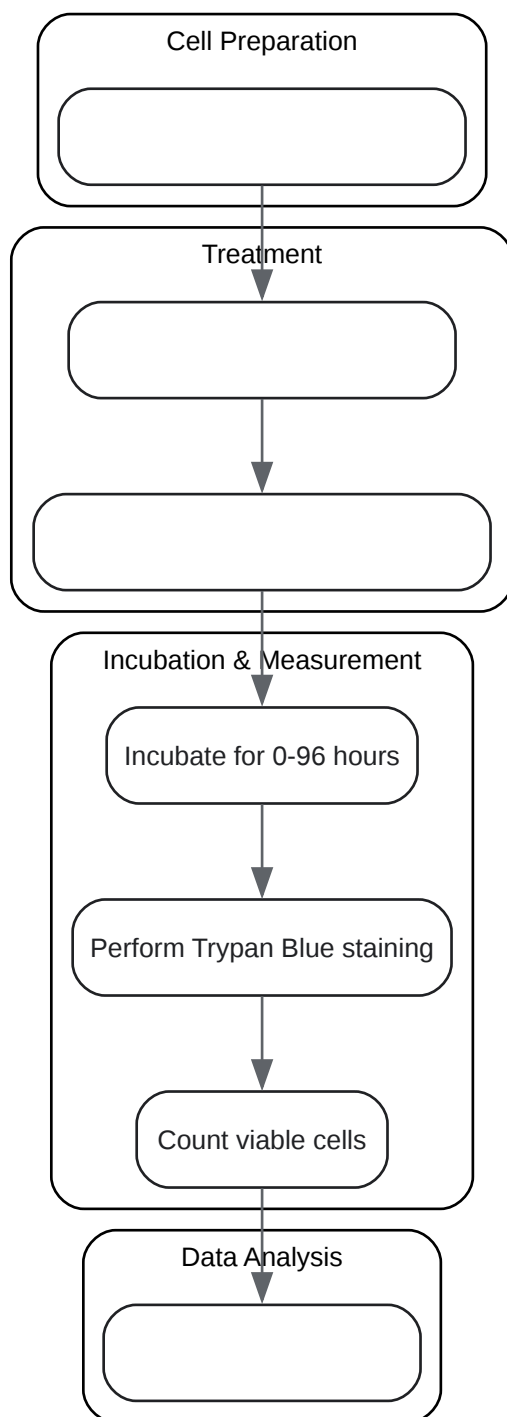 Cell Preparation
Treatment
Incubation & Measurement
Incubate for 0-96 hours
Perform Trypan Blue staining
Count viable cells
Data Analysis